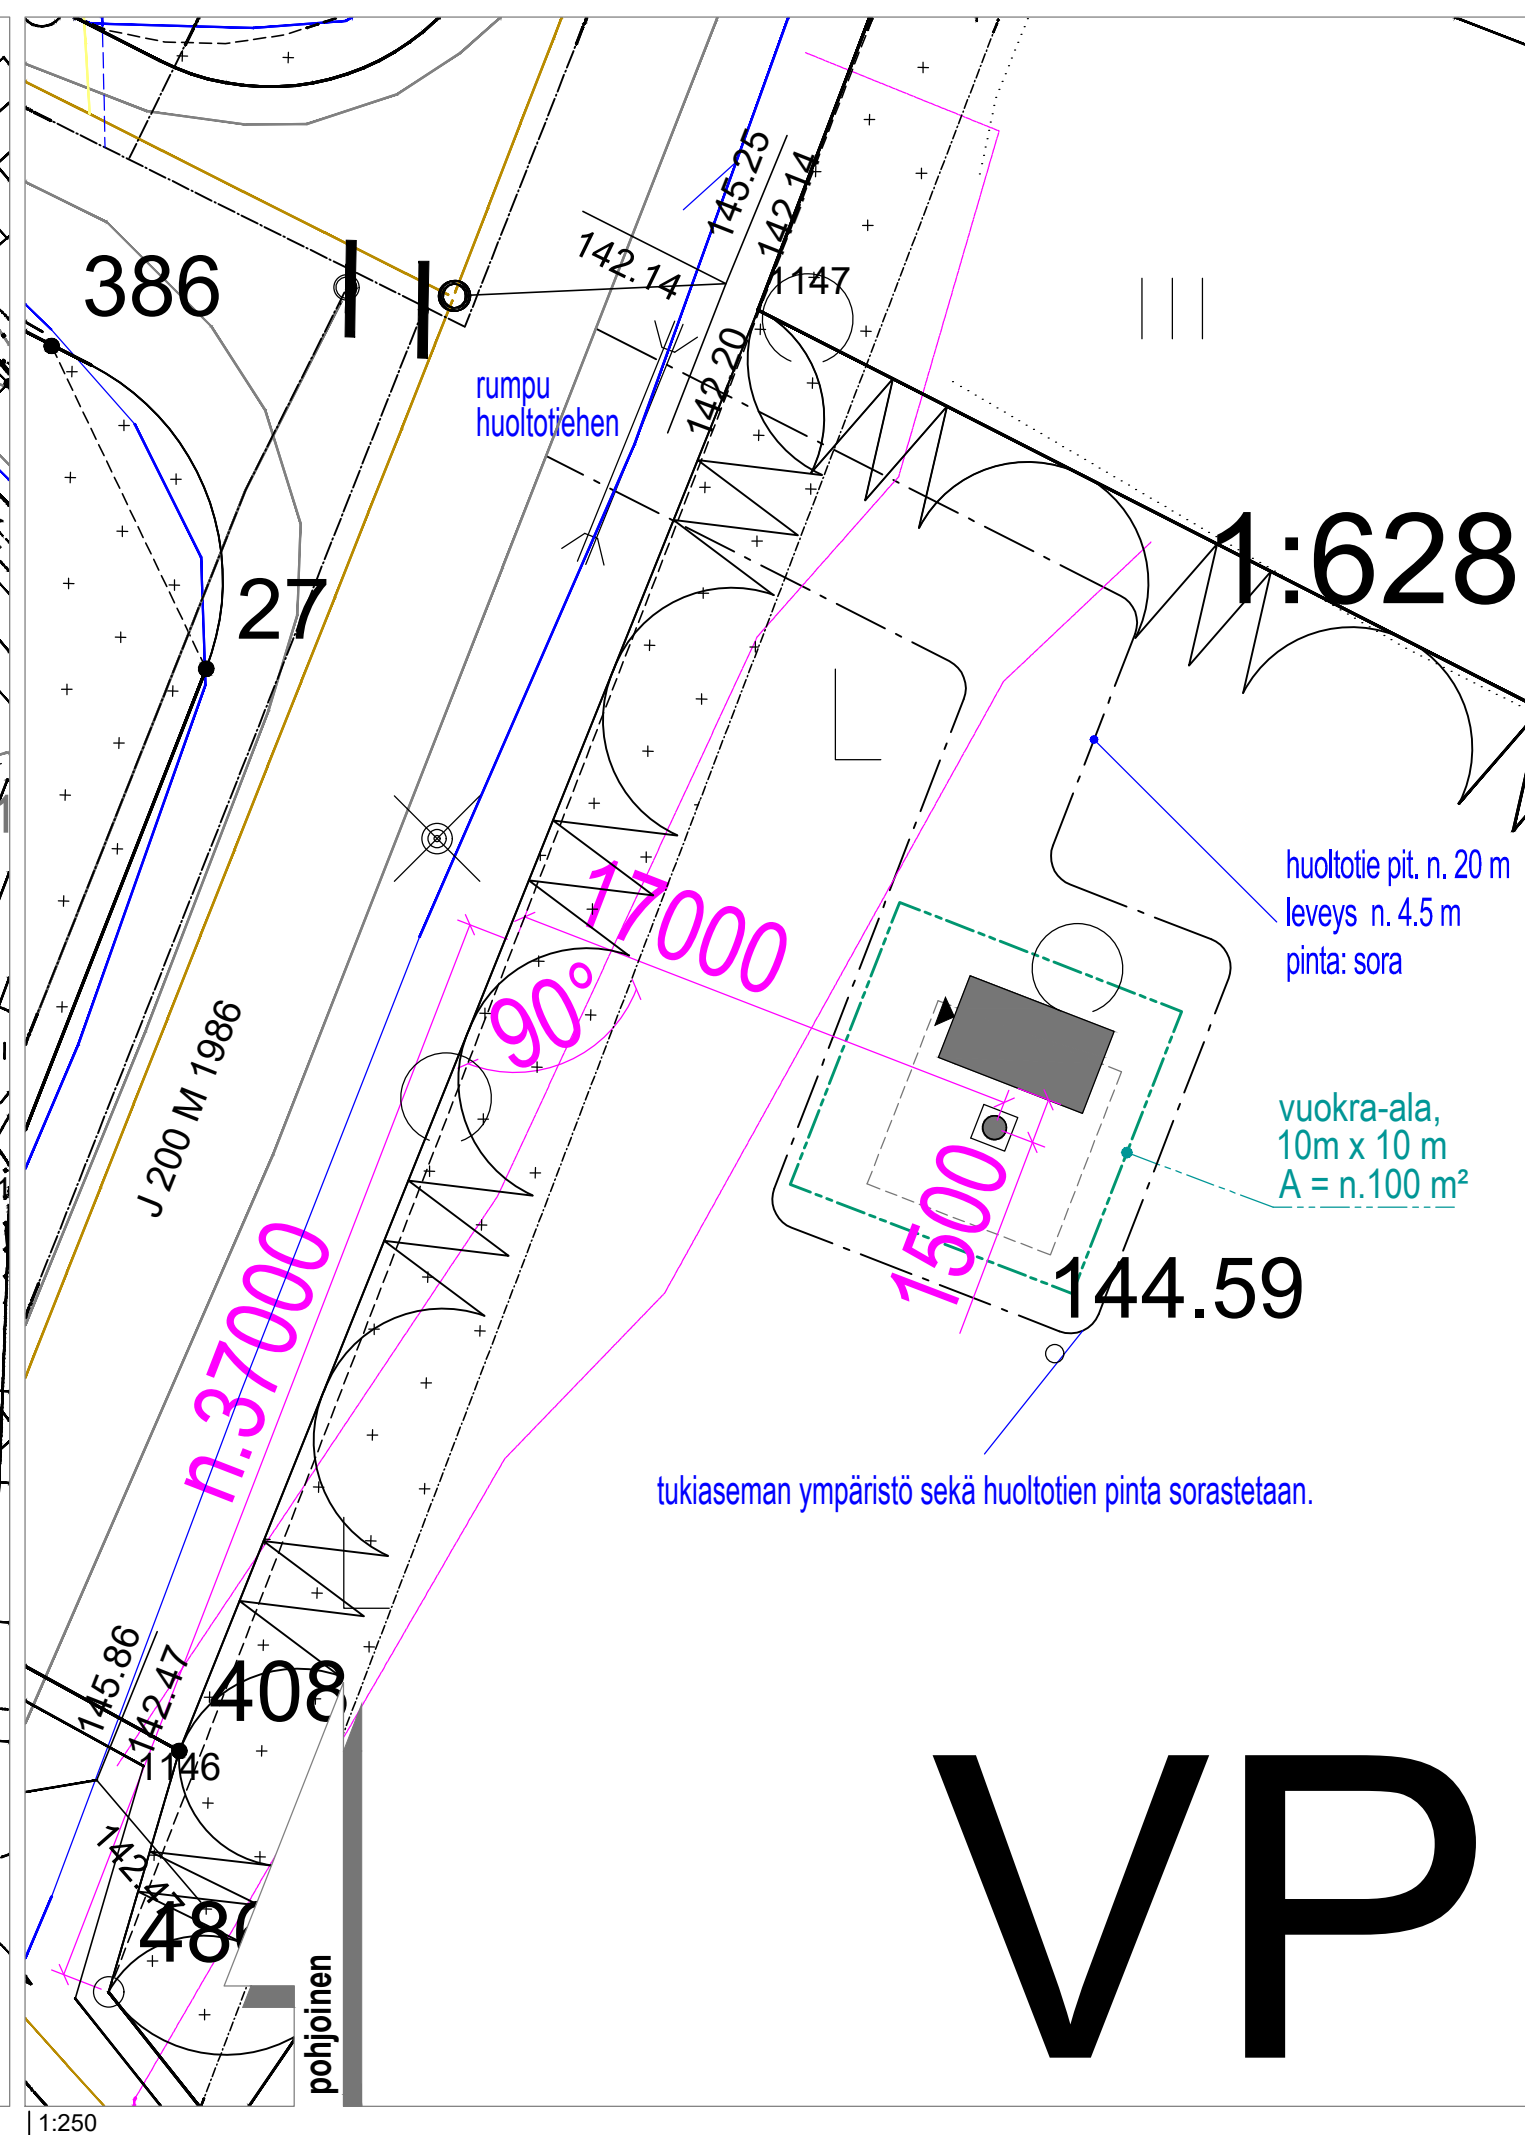 145.25
142.14
142.14
1147
386
142.20
rumpu
huoltotiehen
1:628
27
huoltotie pit. n. 20 m
leveys n. 4.5 m
pinta: sora
17000
90°
J 200 M 1986
vuokra-ala,
10m x 10 m
A = n.100 m²
1500
144.59
n.37000
tukiaseman ympäristö sekä huoltotien pinta sorastetaan.
145.86
142.47
408
1146
142.47
VP
pohjoinen
1:250